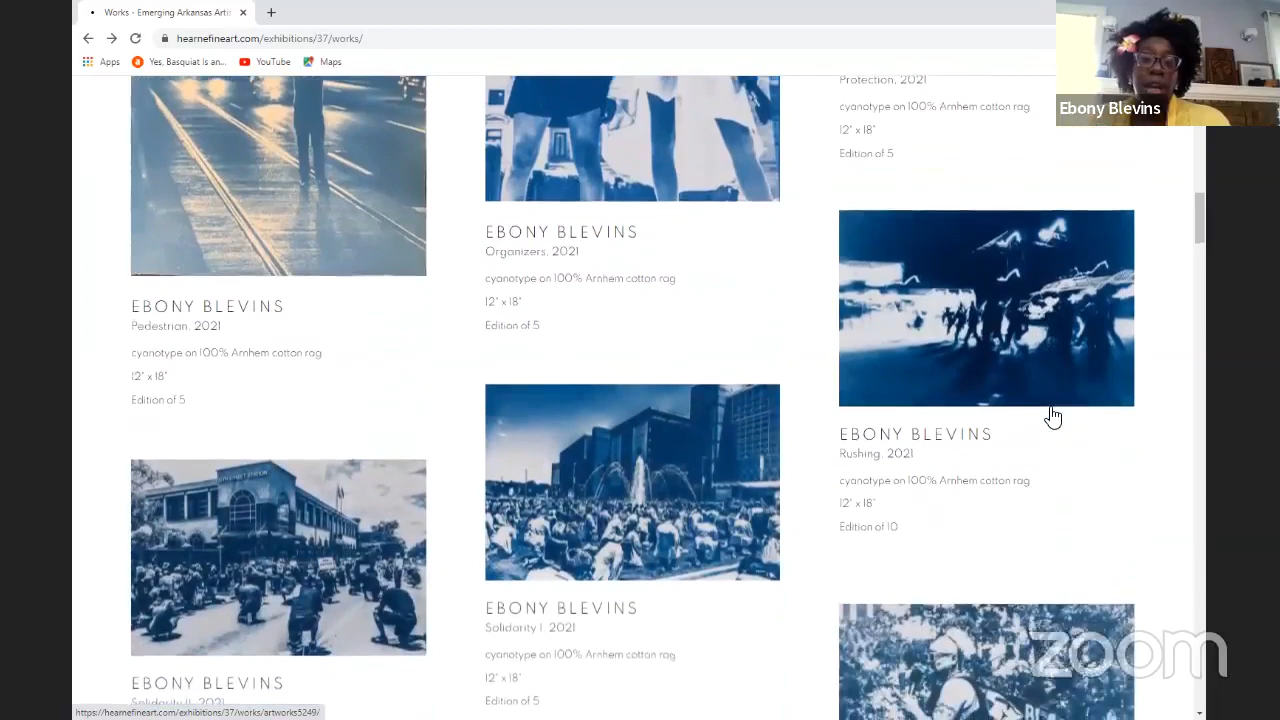 Works - Emerging Arkansas Arti
hearnefineart.com/exhibitions/37/works/
Apps
Yes, Basquiat Is an...
YouTube
Maps
Ebony Blevins
EBONY BLEVINS
Pedestrian, 2021
cyanotype on 100% Arnhem cotton rag
12" x 18"
Edition of 5
EBONY BLEVINS
Solidarity II, 2021
EBONY BLEVINS
Organizers, 2021
cyanotype on 100% Arnhem cotton rag
12" x 18"
Edition of 5
EBONY BLEVINS
Solidarity I, 2021
cyanotype on 100% Arnhem cotton rag
12" x 18"
Edition of 5
Protection, 2021
cyanotype on 100% Arnhem cotton rag
12" x 18"
Edition of 5
EBONY BLEVINS
Rushing, 2021
cyanotype on 100% Arnhem cotton rag
12" x 18"
Edition of 10
zoom
https://hearnefineart.com/exhibitions/37/works/artworks5249/